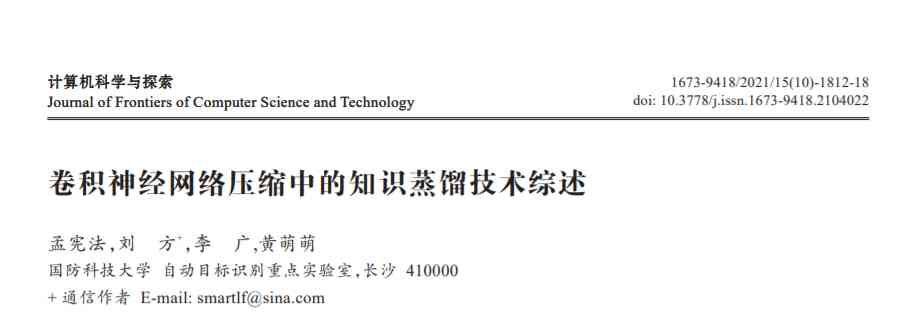 计算机科学与探索
Journal of Frontiers of Computer Science and Technology
1673-9418/2021/15(10)-1812-18
doi: 10.3778/j.issn.1673-9418.2104022
卷积神经网络压缩中的知识蒸馏技术综述
孟宪法,刘　方+,李　广,黄萌萌
国防科技大学 自动目标识别重点实验室,长沙 410000
+ 通信作者 E-mail: smartlf@sina.com